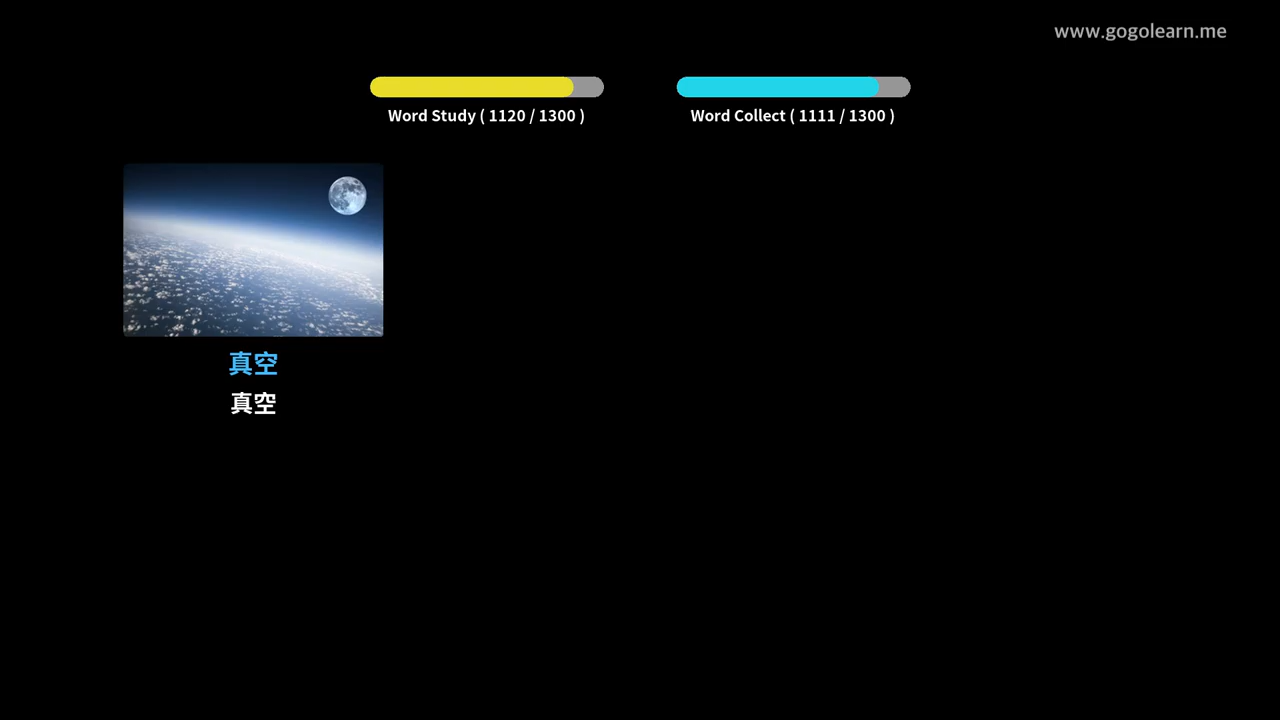 www.gogolearn.me
Word Study ( 1120 / 1300 )
Word Collect ( 1111 / 1300 )
真空
真空